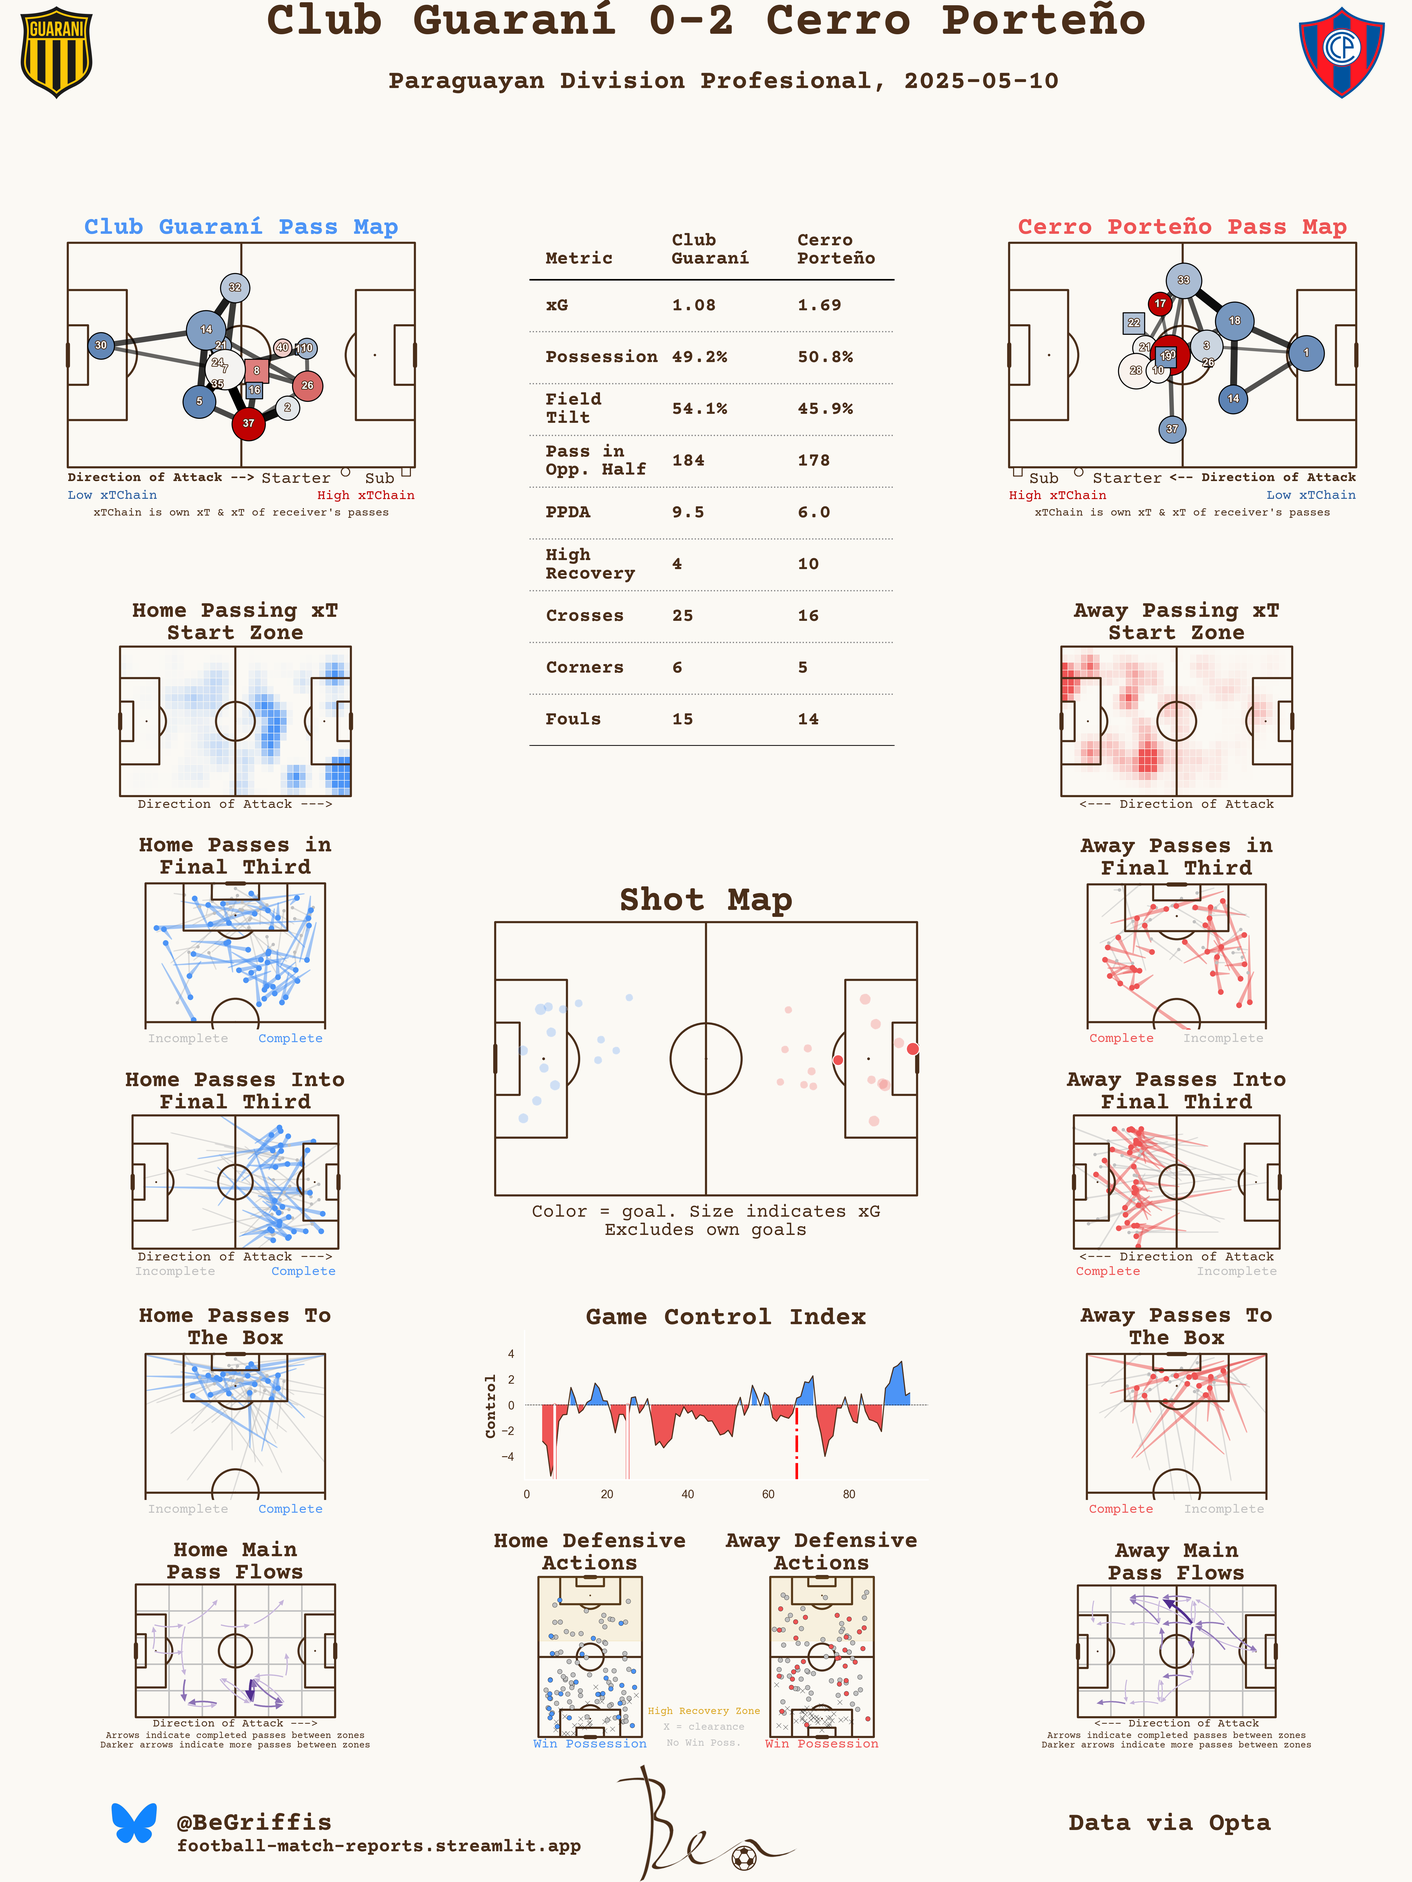 Club Guaraní 0-2 Cerro Porteño
Paraguayan Division Profesional, 2025-05-10
GUARANI
CCP
Club Guaraní Pass Map
32
14
30
21
40
110
24
7
8
35
16
26
5
2
37
Direction of Attack --> Starter Sub
Low xTChain High xTChain
xTChain is own xT & xT of receiver's passes
Metric Club Guaraní Cerro Porteño
xG 1.08 1.69
Possession 49.2% 50.8%
Field Tilt 54.1% 45.9%
Pass in Opp. Half 184 178
PPDA 9.5 6.0
High Recovery 4 10
Crosses 25 16
Corners 6 5
Fouls 15 14
Cerro Porteño Pass Map
33
17
22
18
21
3
19
1
28
10
26
14
37
Sub Starter <-- Direction of Attack
High xTChain Low xTChain
xTChain is own xT & xT of receiver's passes
Home Passing xT
Start Zone
Direction of Attack --->
Away Passing xT
Start Zone
<--- Direction of Attack
Home Passes in
Final Third
Incomplete Complete
Away Passes in
Final Third
Complete Incomplete
Shot Map
Color = goal. Size indicates xG
Excludes own goals
Home Passes Into
Final Third
Direction of Attack --->
Incomplete Complete
Away Passes Into
Final Third
<--- Direction of Attack
Complete Incomplete
Home Passes To
The Box
Incomplete Complete
Game Control Index
Control
4
2
0
−2
−4
0 20 40 60 80
Away Passes To
The Box
Complete Incomplete
Home Main
Pass Flows
Direction of Attack --->
Arrows indicate completed passes between zones
Darker arrows indicate more passes between zones
Home Defensive
Actions
Win Possession
Away Defensive
Actions
Win Possession
High Recovery Zone
X = clearance
No Win Poss.
Away Main
Pass Flows
<--- Direction of Attack
Arrows indicate completed passes between zones
Darker arrows indicate more passes between zones
@BeGriffis
football-match-reports.streamlit.app
Ben
Data via Opta